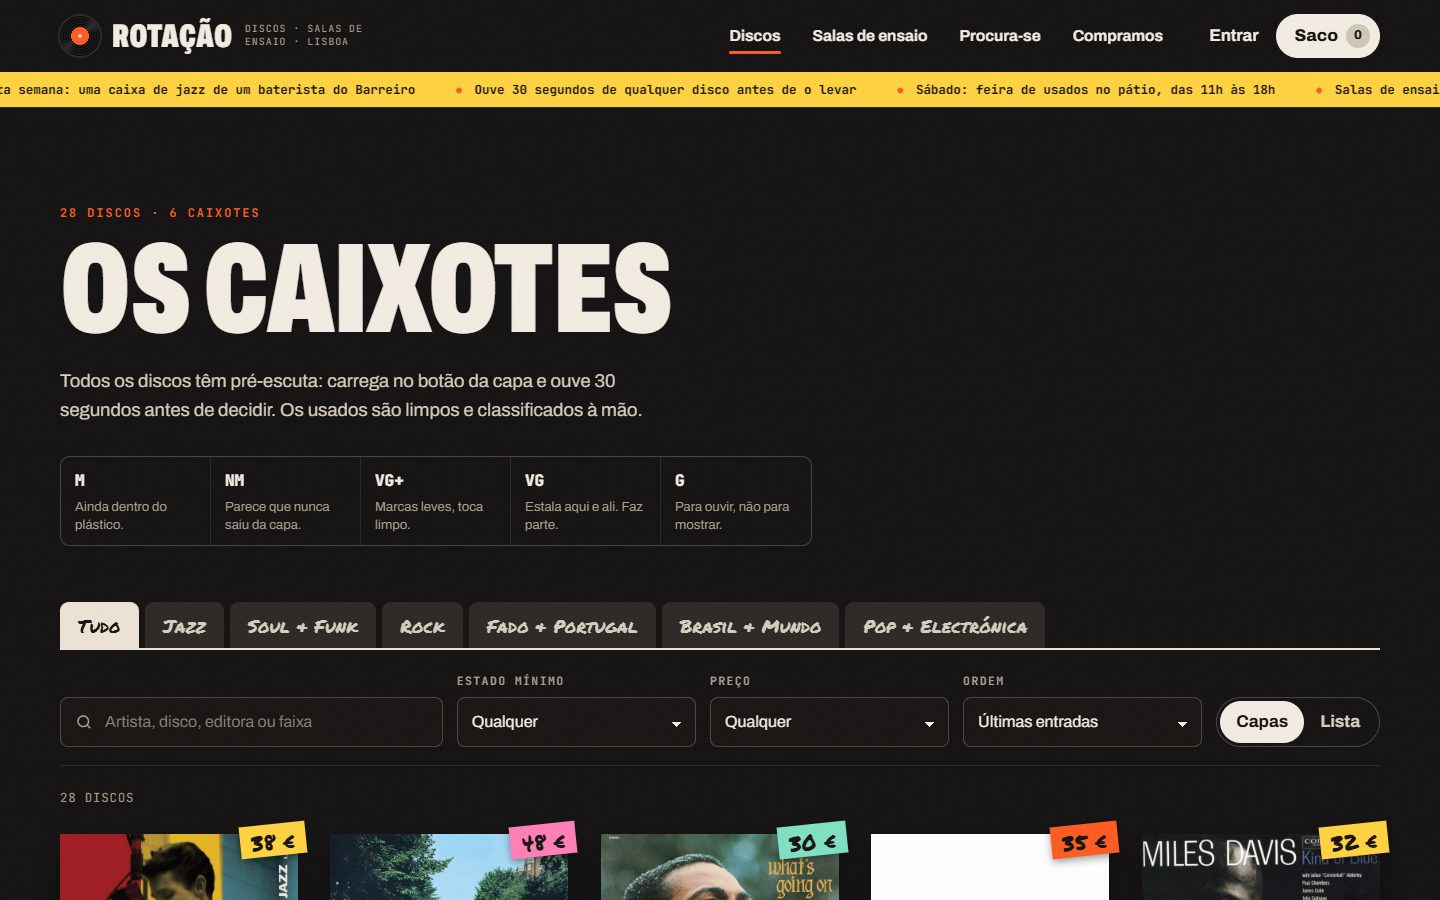 ROTAÇÃO
DISCOS · SALAS DE
ENSAIO · LISBOA
Discos
Salas de ensaio
Procura-se
Compramos
Entrar
Saco 0
semana: uma caixa de jazz de um baterista do Barreiro
Ouve 30 segundos de qualquer disco antes de o levar
Sábado: feira de usados no pátio, das 11h às 18h
Salas de
28 DISCOS · 6 CAIXOTES
OS CAIXOTES
Todos os discos têm pré-escuta: carrega no botão da capa e ouve 30
segundos antes de decidir. Os usados são limpos e classificados à mão.
M
Ainda dentro do
plástico.
NM
Parece que nunca
saiu da capa.
VG+
Marcas leves, toca
limpo.
VG
Estala aqui e ali. Faz
parte.
G
Para ouvir, não para
mostrar.
Tudo
Jazz
Soul & Funk
Rock
Fado & Portugal
Brasil & Mundo
Pop & Electrónica
ESTADO MÍNIMO
PREÇO
ORDEM
Artista, disco, editora ou faixa
Qualquer
Qualquer
Últimas entradas
Capas
Lista
28 DISCOS
38 €
JAZZ
48 €
30 €
what's
going on
35 €
32 €
MILES DAVIS
Kind of Blue